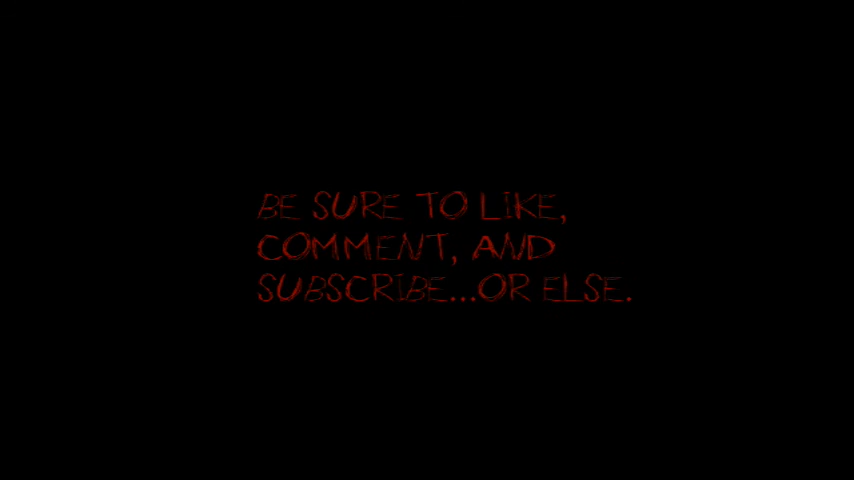 BE SURE TO LIKE,
COMMENT, AND
SUBSCRIBE...OR ELSE.